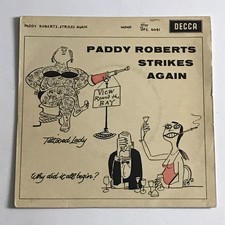 PADDY ROBERTS STRIKES AGAIN
MONO
DECCA
PADDY ROBERTS
STRIKES
AGAIN
VIEW
Round the
BAY
Tattooed Lady
Why did it all begin?